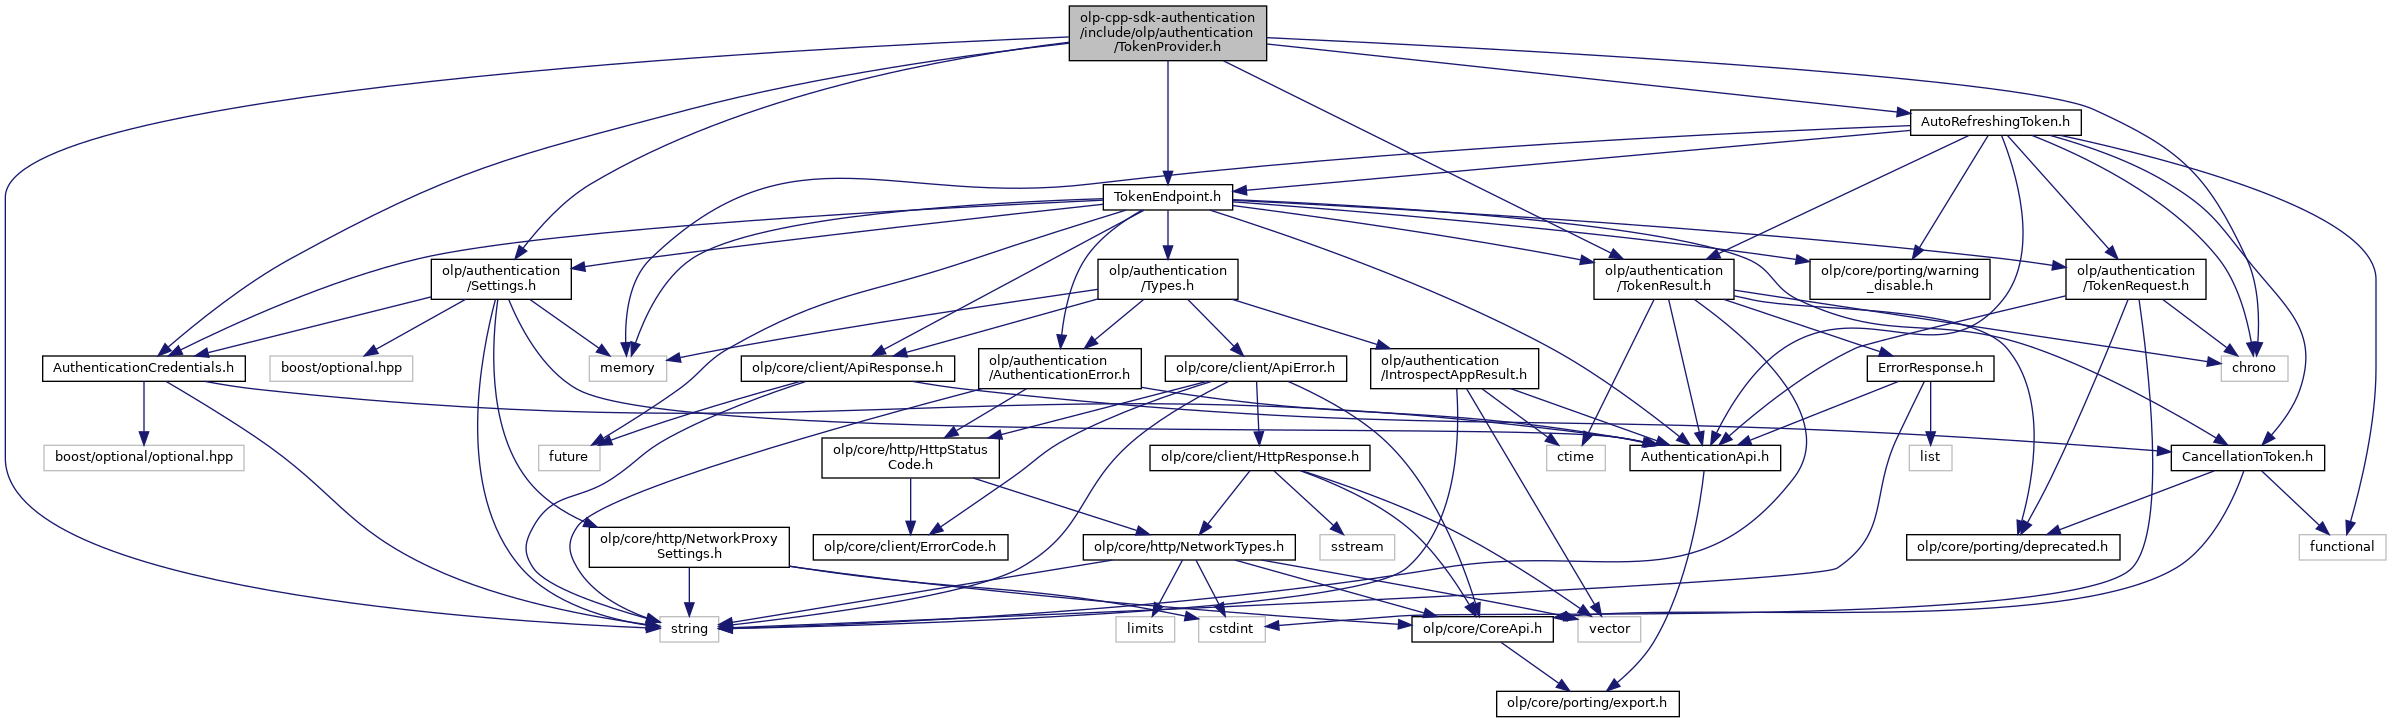 olp-cpp-sdk-authentication
/include/olp/authentication
/TokenProvider.h
AutoRefreshingToken.h
TokenEndpoint.h
olp/authentication
/Settings.h
olp/authentication
/Types.h
olp/authentication
/TokenResult.h
olp/core/porting/warning
_disable.h
olp/authentication
/TokenRequest.h
AuthenticationCredentials.h
boost/optional.hpp
memory
olp/core/client/ApiResponse.h
olp/authentication
/AuthenticationError.h
olp/core/client/ApiError.h
olp/authentication
/IntrospectAppResult.h
ErrorResponse.h
chrono
boost/optional/optional.hpp
future
olp/core/http/HttpStatus
Code.h
olp/core/client/HttpResponse.h
ctime
AuthenticationApi.h
list
CancellationToken.h
olp/core/http/NetworkProxy
Settings.h
olp/core/client/ErrorCode.h
olp/core/http/NetworkTypes.h
sstream
olp/core/porting/deprecated.h
functional
string
limits
cstdint
olp/core/CoreApi.h
vector
olp/core/porting/export.h